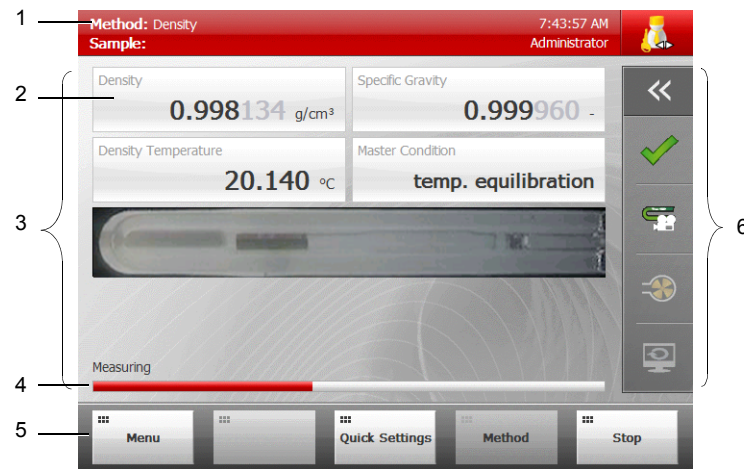 1
Method: Density
7:43:57 AM
Sample:
Administrator
2
Density
0.998134 g/cm³
Specific Gravity
0.999960 -
Density Temperature
20.140 °C
Master Condition
temp. equilibration
3
6
Measuring
4
5
Menu
Quick Settings
Method
Stop